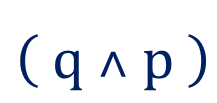 ( q ∧ p )